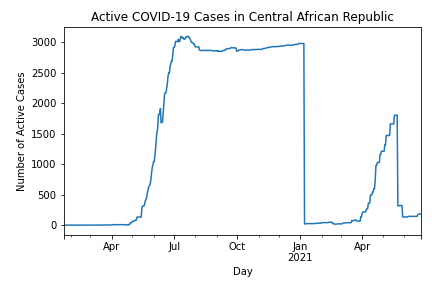 Active COVID-19 Cases in Central African Republic
Number of Active Cases
3000
2500
2000
1500
1000
500
0
Apr
Jul
Oct
Jan
2021
Apr
Day